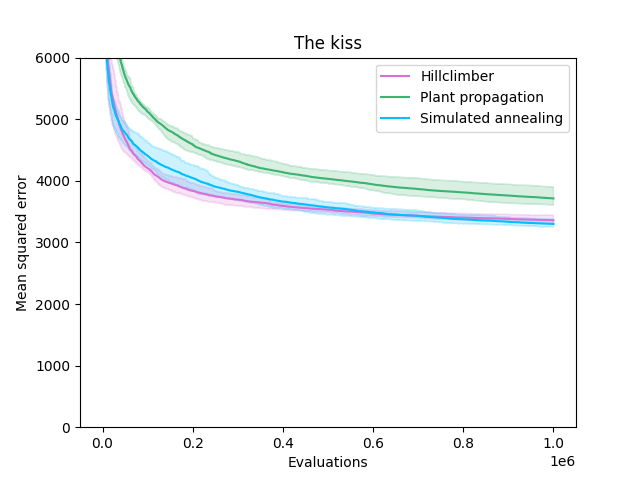 The kiss
Hillclimber
Plant propagation
Simulated annealing
Mean squared error
6000
5000
4000
3000
2000
1000
0
0.0 0.2 0.4 0.6 0.8 1.0
1e6
Evaluations